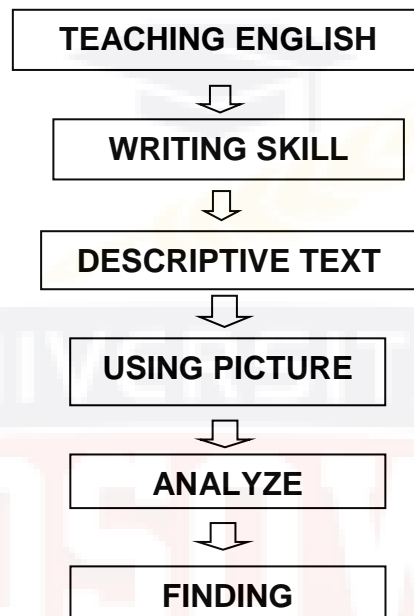 TEACHING ENGLISH
WRITING SKILL
DESCRIPTIVE TEXT
USING PICTURE
ANALYZE
FINDING